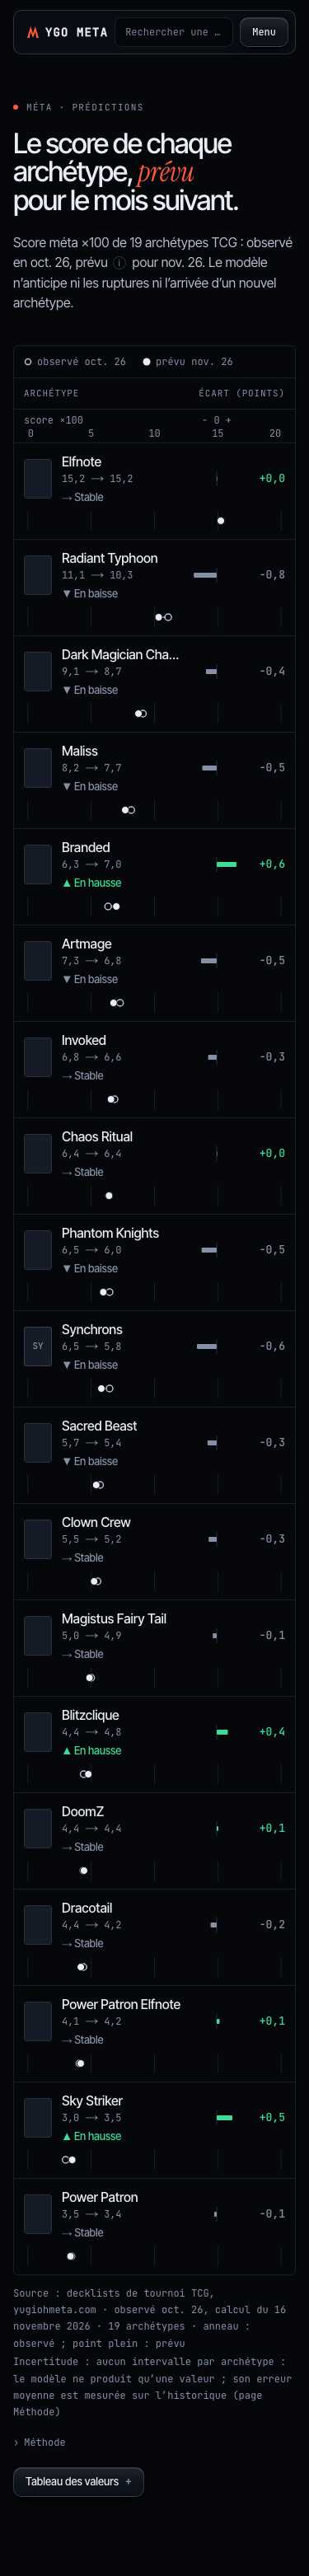 YGO META
Rechercher une …
Menu
MÉTA · PRÉDICTIONS
Le score de chaque
archétype, prévu
pour le mois suivant.
Score méta ×100 de 19 archétypes TCG : observé
en oct. 26, prévu i pour nov. 26. Le modèle
n’anticipe ni les ruptures ni l’arrivée d’un nouvel
archétype.
observé oct. 26 prévu nov. 26
ARCHÉTYPE ÉCART (POINTS)
score ×100 - 0 +
0 5 10 15 20
Elfnote
15,2 → 15,2 +0,0
→ Stable
Radiant Typhoon
11,1 → 10,3 -0,8
▼ En baisse
Dark Magician Cha…
9,1 → 8,7 -0,4
▼ En baisse
Maliss
8,2 → 7,7 -0,5
▼ En baisse
Branded
6,3 → 7,0 +0,6
▲ En hausse
Artmage
7,3 → 6,8 -0,5
▼ En baisse
Invoked
6,8 → 6,6 -0,3
→ Stable
Chaos Ritual
6,4 → 6,4 +0,0
→ Stable
Phantom Knights
6,5 → 6,0 -0,5
▼ En baisse
Synchrons
SY 6,5 → 5,8 -0,6
▼ En baisse
Sacred Beast
5,7 → 5,4 -0,3
▼ En baisse
Clown Crew
5,5 → 5,2 -0,3
→ Stable
Magistus Fairy Tail
5,0 → 4,9 -0,1
→ Stable
Blitzclique
4,4 → 4,8 +0,4
▲ En hausse
DoomZ
4,4 → 4,4 +0,1
→ Stable
Dracotail
4,4 → 4,2 -0,2
→ Stable
Power Patron Elfnote
4,1 → 4,2 +0,1
→ Stable
Sky Striker
3,0 → 3,5 +0,5
▲ En hausse
Power Patron
3,5 → 3,4 -0,1
→ Stable
Source : decklists de tournoi TCG,
yugiohmeta.com · observé oct. 26, calcul du 16
novembre 2026 · 19 archétypes · anneau :
observé ; point plein : prévu
Incertitude : aucun intervalle par archétype :
le modèle ne produit qu’une valeur ; son erreur
moyenne est mesurée sur l’historique (page
Méthode)
› Méthode
Tableau des valeurs +